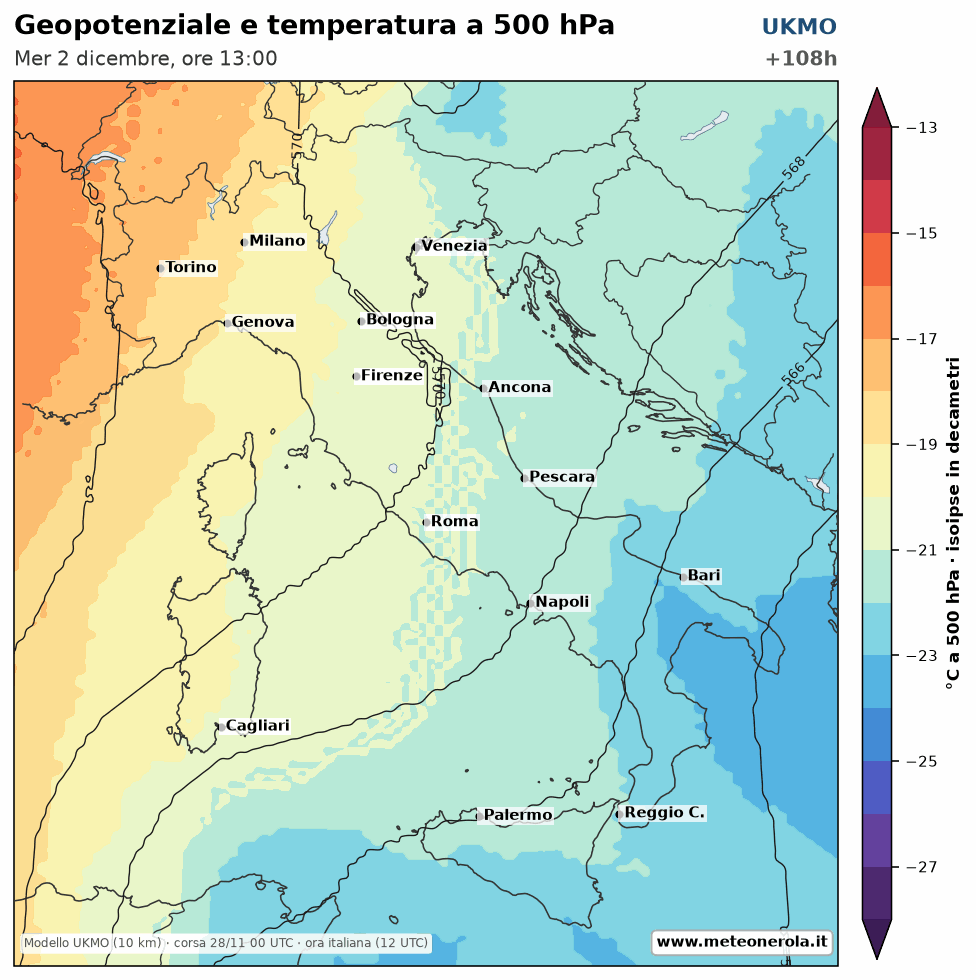 Geopotenziale e temperatura a 500 hPa
UKMO
Mer 2 dicembre, ore 13:00
+108h
570
568
Venezia
Milano
Torino
Genova
Bologna
566
Firenze
570
Ancona
Pescara
Roma
Bari
Napoli
Cagliari
Palermo
Reggio C.
−13
−15
−17
−19
−21
−23
−25
−27
°C a 500 hPa · isoipse in decametri
Modello UKMO (10 km) · corsa 28/11 00 UTC · ora italiana (12 UTC)
www.meteonerola.it